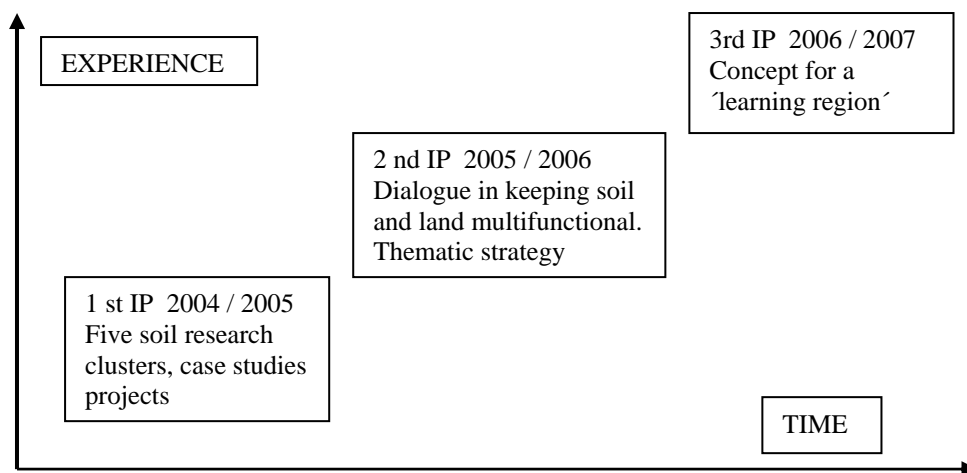 EXPERIENCE
3rd IP  2006 / 2007
Concept for a
´learning region´
2 nd IP  2005 / 2006
Dialogue in keeping soil
and land multifunctional.
Thematic strategy
1 st IP  2004 / 2005
Five soil research
clusters, case studies
projects
TIME